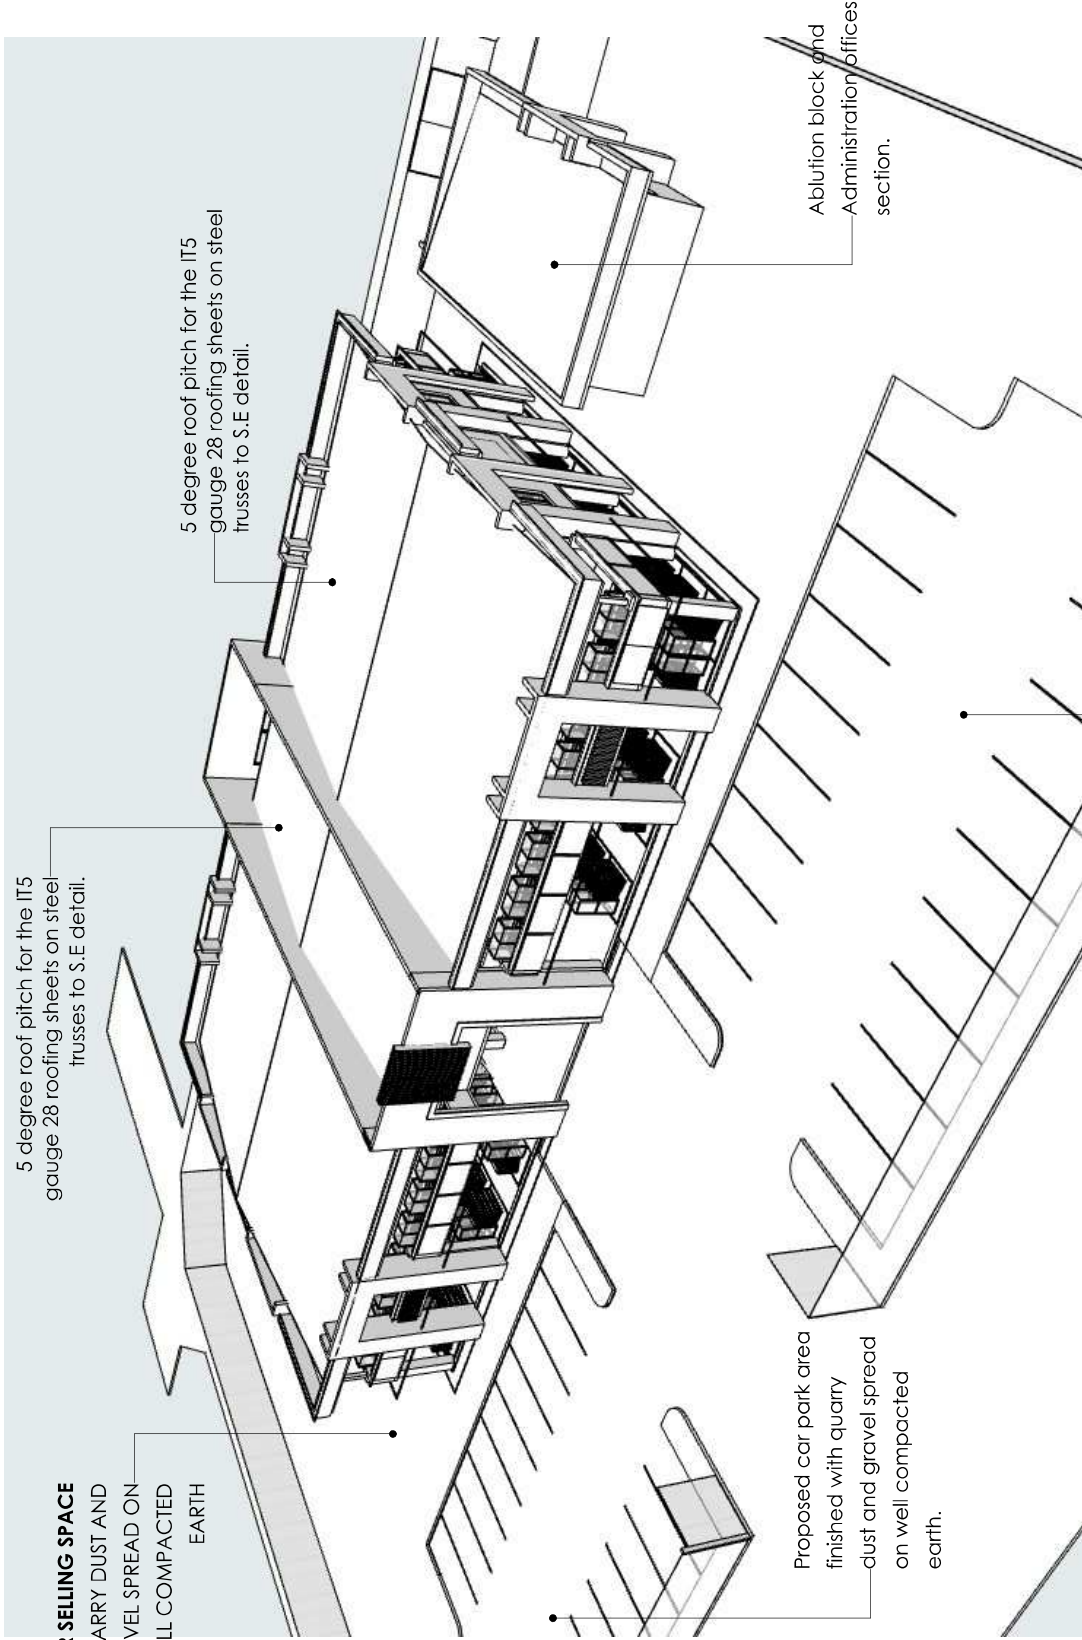 SELLING SPACE
ARRY DUST AND
VEL SPREAD ON
LL COMPACTED
EARTH
5 degree roof pitch for the IT5
gauge 28 roofing sheets on steel
trusses to S.E detail.
5 degree roof pitch for the IT5
gauge 28 roofing sheets on steel
trusses to S.E detail.
Proposed car park area
finished with quarry
dust and gravel spread
on well compacted
earth.
Ablution block and
Administration offices
section.